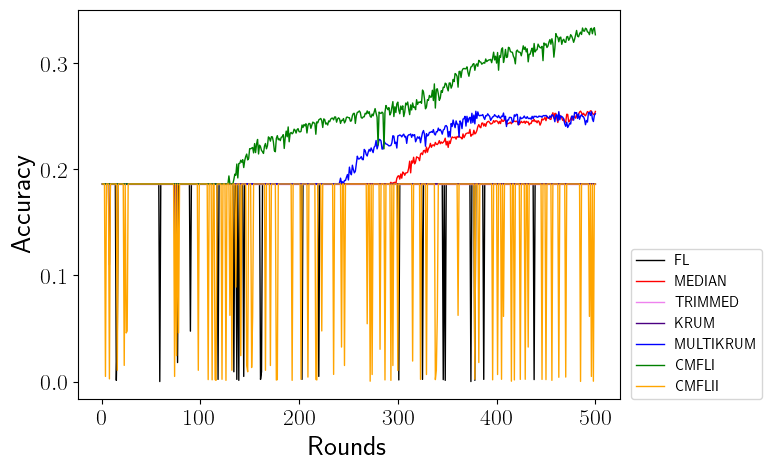 Accuracy
0.3
0.2
0.1
0.0
0
100
200
300
400
500
Rounds
FL
MEDIAN
TRIMMED
KRUM
MULTIKRUM
CMFLI
CMFLII